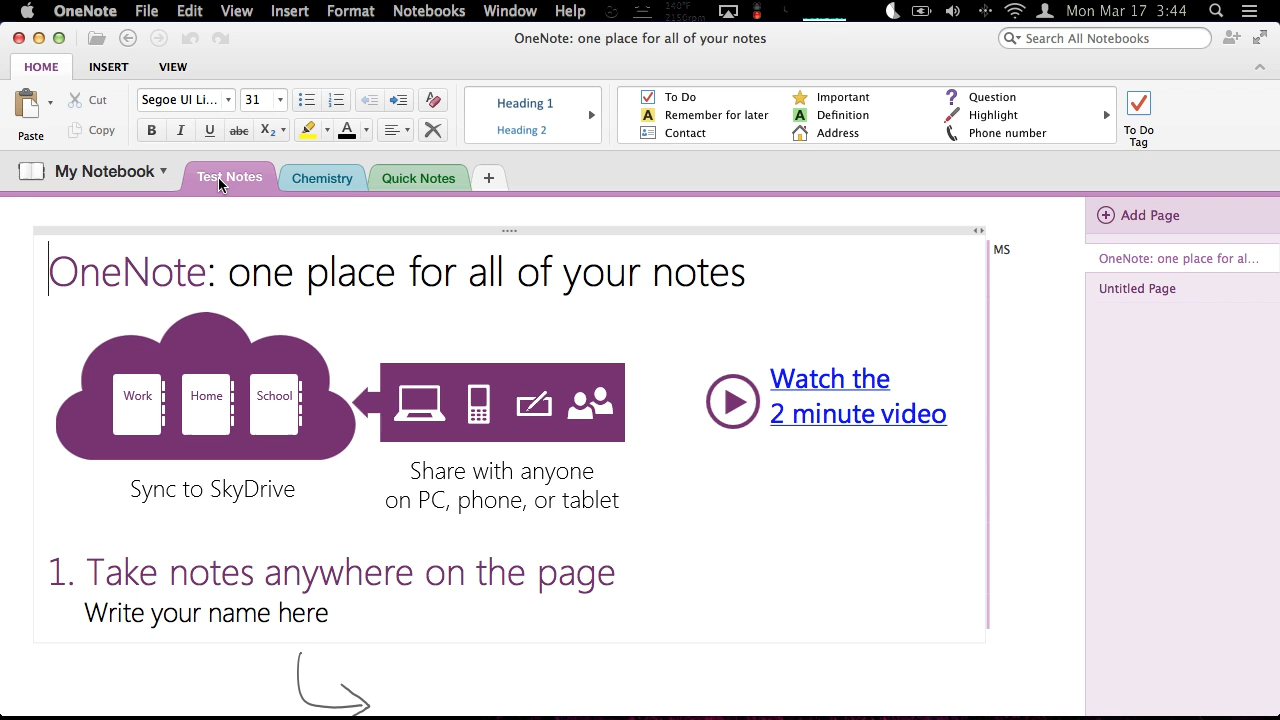 OneNote File Edit View Insert Format Notebooks Window Help 140°F 2150rpm Mon Mar 17 3:44
OneNote: one place for all of your notes
Search All Notebooks
HOME INSERT VIEW
Paste
Cut
Copy
Segoe UI Li... 31
B I U abc X₂ A
Heading 1
Heading 2
To Do
Remember for later
Contact
Important
Definition
Address
Question
Highlight
Phone number
To Do
Tag
My Notebook
Test Notes
Chemistry
Quick Notes
+
Add Page
OneNote: one place for al...
Untitled Page
OneNote: one place for all of your notes
MS
Work
Home
School
Sync to SkyDrive
Share with anyone
on PC, phone, or tablet
Watch the
2 minute video
1. Take notes anywhere on the page
Write your name here